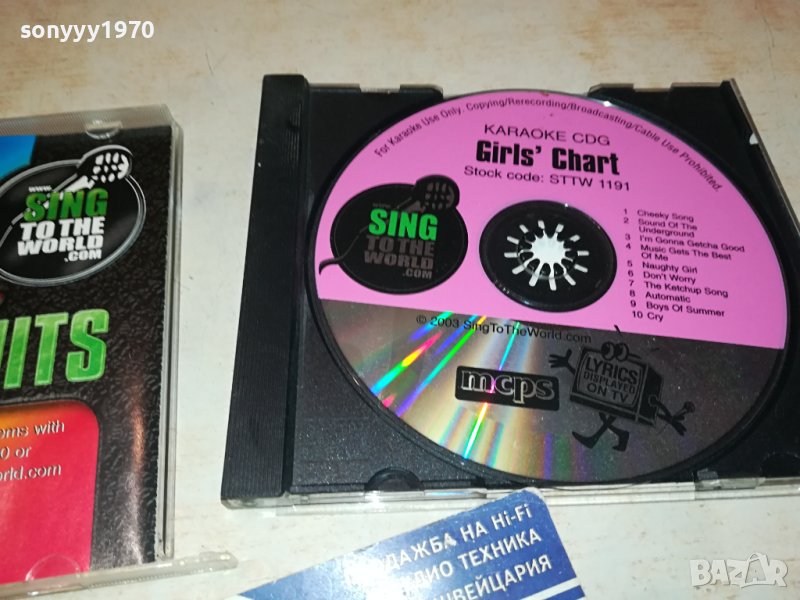 sonyyy1970
www.
SING
TO THE
WORLD
.COM
HITS
oms with
0 or
orld.com
For Karaoke Use Only. Copying/Rerecording/Broadcasting/Cable Use Prohibited.
KARAOKE CDG
Girls' Chart
Stock code: STTW 1191
www.
SING
TO THE
WORLD
.COM
1 Cheeky Song
2 Sound Of The
Underground
3 I'm Gonna Getcha Good
4 Music Gets The Best
Of Me
5 Naughty Girl
6 Don't Worry
7 The Ketchup Song
8 Automatic
9 Boys Of Summer
10 Cry
© 2003 SingToTheWorld.com
mcps
LYRICS
DISPLAYED
ON TV
ДАЖБА НА Hi-Fi
ДИО ТЕХНИКА
ШВЕЙЦАРИЯ
BAZAR